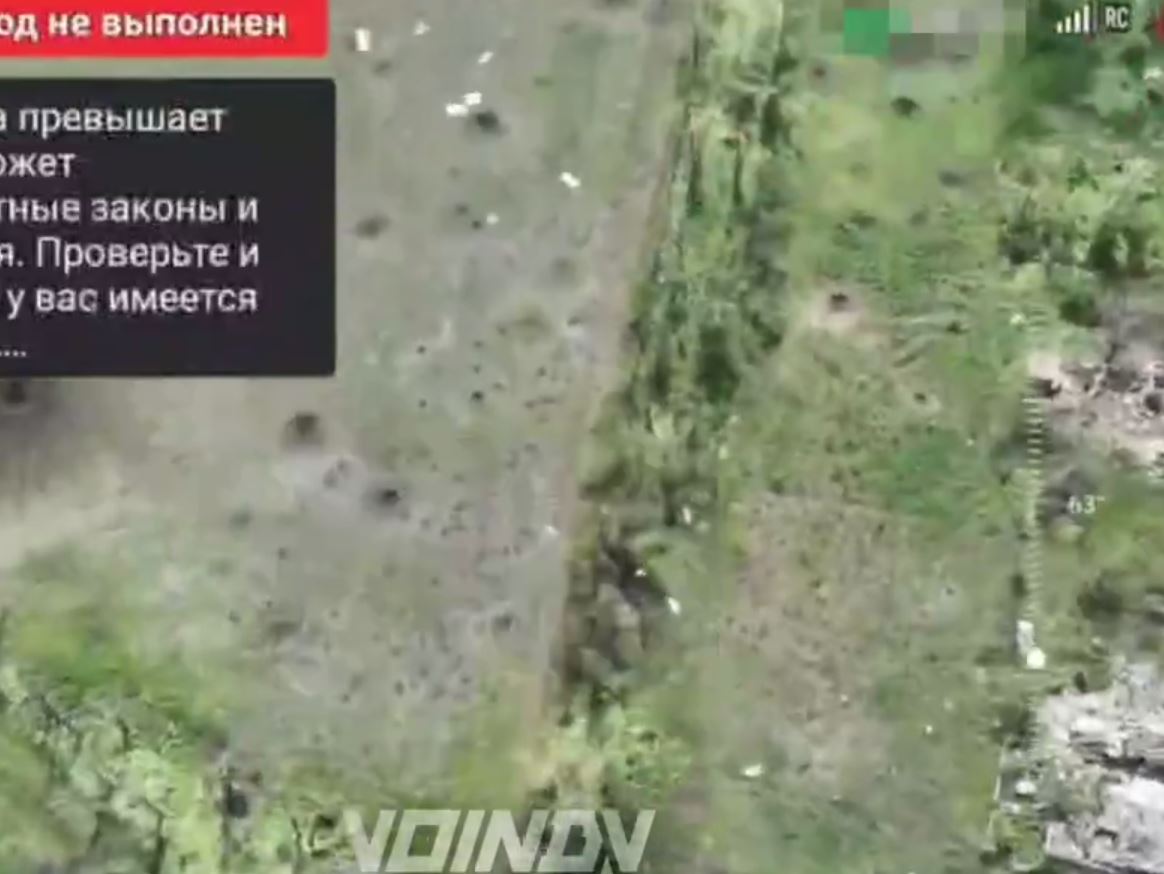 од не выполнен
RC
а превышает
ожет
тные законы и
я. Проверьте и
у вас имеется
....
63°
VOINOV